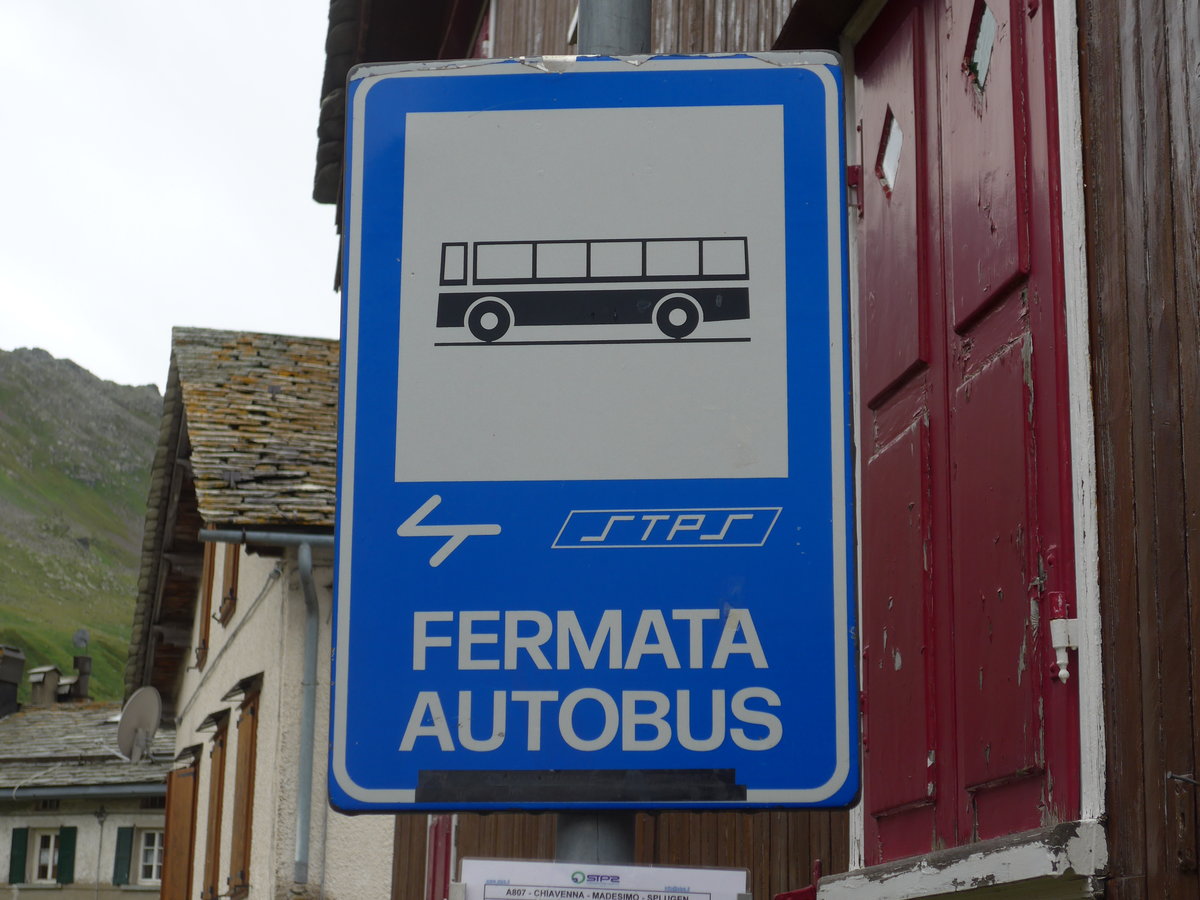 STPS
FERMATA
AUTOBUS
STPS
A807 - CHIAVENNA - MADESIMO - SPLUGEN